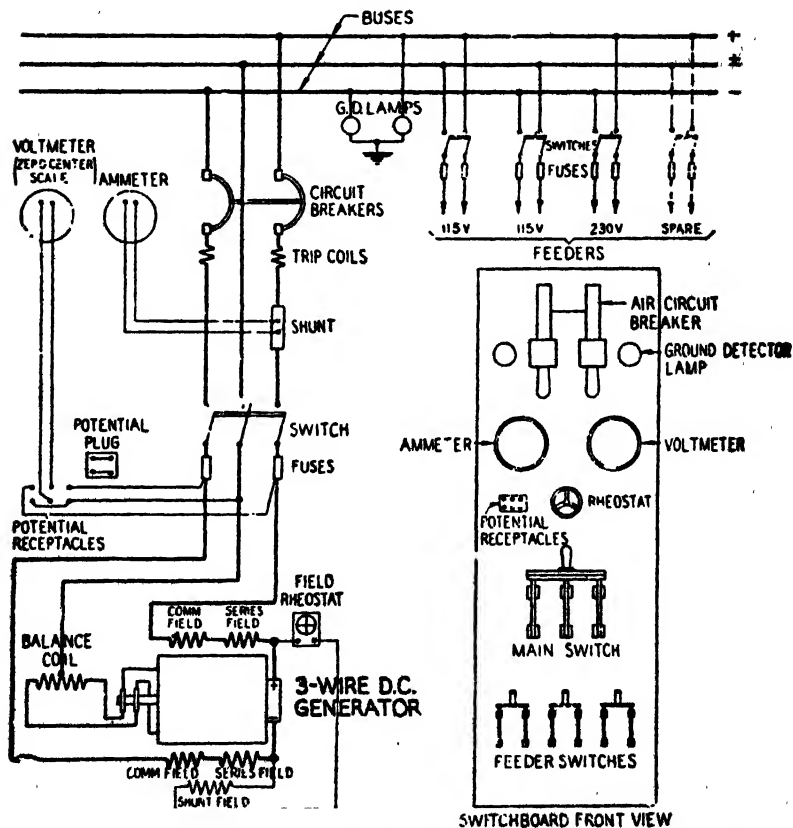 BUSES
+
±
−
G.D. LAMPS
VOLTMETER
ZERO CENTER
SCALE
AMMETER
CIRCUIT
BREAKERS
SWITCHES
FUSES
115V 115V 230V SPARE
FEEDERS
TRIP COILS
SHUNT
AIR CIRCUIT
BREAKER
GROUND DETECTOR
LAMP
POTENTIAL
PLUG
SWITCH
FUSES
AMMETER
VOLTMETER
POTENTIAL
RECEPTACLES
RHEOSTAT
POTENTIAL
RECEPTACLES
FIELD
RHEOSTAT
COMM
FIELD
SERIES
FIELD
BALANCE
COIL
MAIN SWITCH
+
3-WIRE D.C.
GENERATOR
−
COMM FIELD SERIES FIELD
SHUNT FIELD
FEEDER SWITCHES
SWITCHBOARD FRONT VIEW